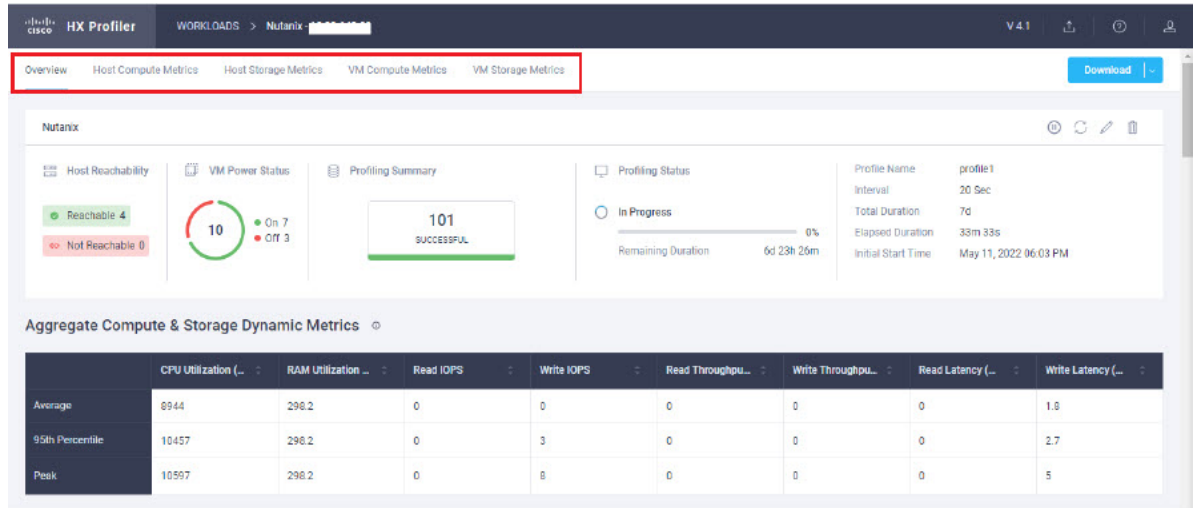 cisco HX Profiler WORKLOADS > Nutanix - V 4.1
Overview Host Compute Metrics Host Storage Metrics VM Compute Metrics VM Storage Metrics Download
Nutanix
Host Reachability VM Power Status Profiling Summary Profiling Status Profile Name profile1
Interval 20 Sec
Reachable 4 10 On 7 101 In Progress Total Duration 7d
Not Reachable 0 Off 3 SUCCESSFUL 0% Elapsed Duration 33m 33s
Remaining Duration 6d 23h 26m Initial Start Time May 11, 2022 06:03 PM
Aggregate Compute & Storage Dynamic Metrics
CPU Utilization (... RAM Utilization ... Read IOPS Write IOPS Read Throughpu... Write Throughpu... Read Latency (... Write Latency (...
Average 8944 298.2 0 0 0 0 0 1.8
95th Percentile 10457 298.2 0 3 0 0 0 2.7
Peak 10597 298.2 0 8 0 0 0 5